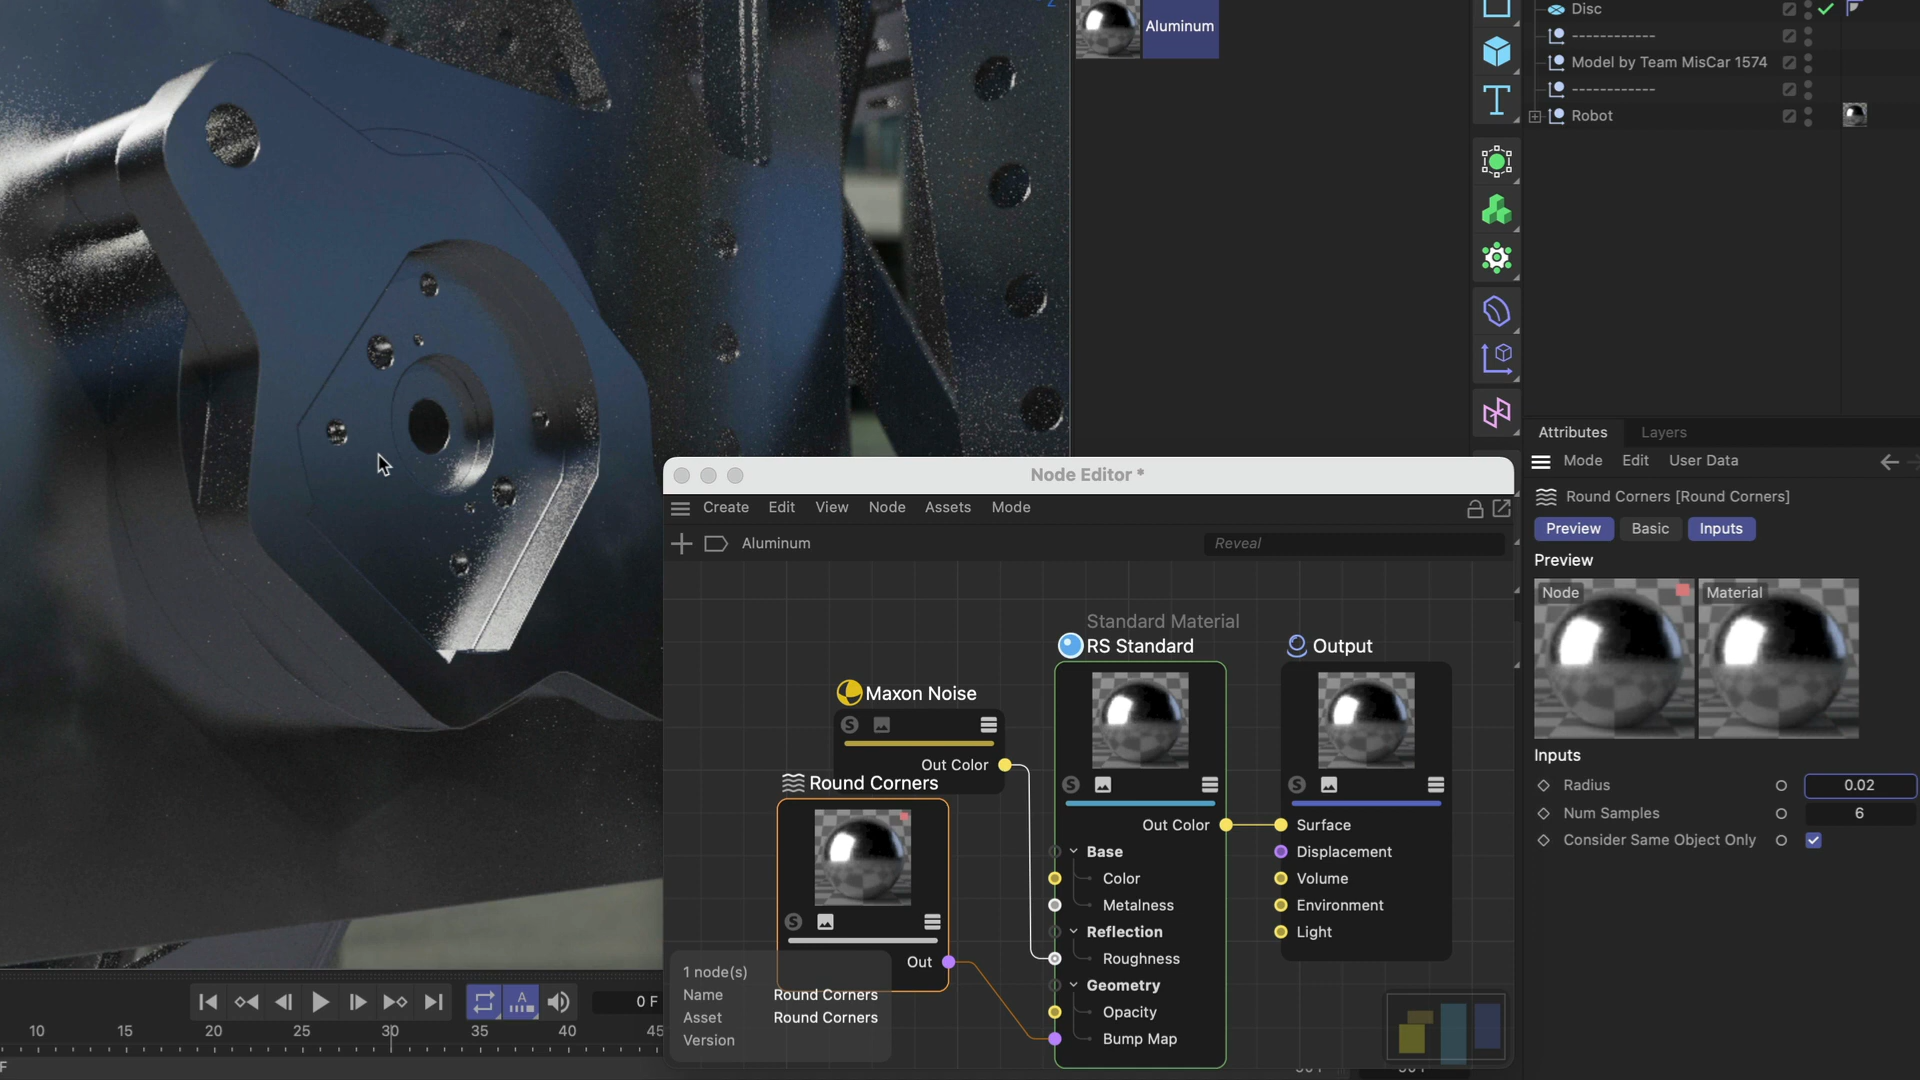 Aluminum
Disc
------------
Model by Team MisCar 1574
------------
Robot
Attributes
Layers
Mode
Edit
User Data
Round Corners [Round Corners]
Preview
Basic
Inputs
Preview
Node
Material
Inputs
Radius
0.02
Num Samples
6
Consider Same Object Only
Node Editor *
Create
Edit
View
Node
Assets
Mode
Aluminum
Reveal
Standard Material
RS Standard
Output
Maxon Noise
S
Out Color
Round Corners
S
Out
S
Out Color
Base
Color
Metalness
Reflection
Roughness
Geometry
Opacity
Bump Map
S
Surface
Displacement
Volume
Environment
Light
1 node(s)
Name Round Corners
Asset Round Corners
Version
A
0 F
10 15 20 25 30 35 40 45
F
Z